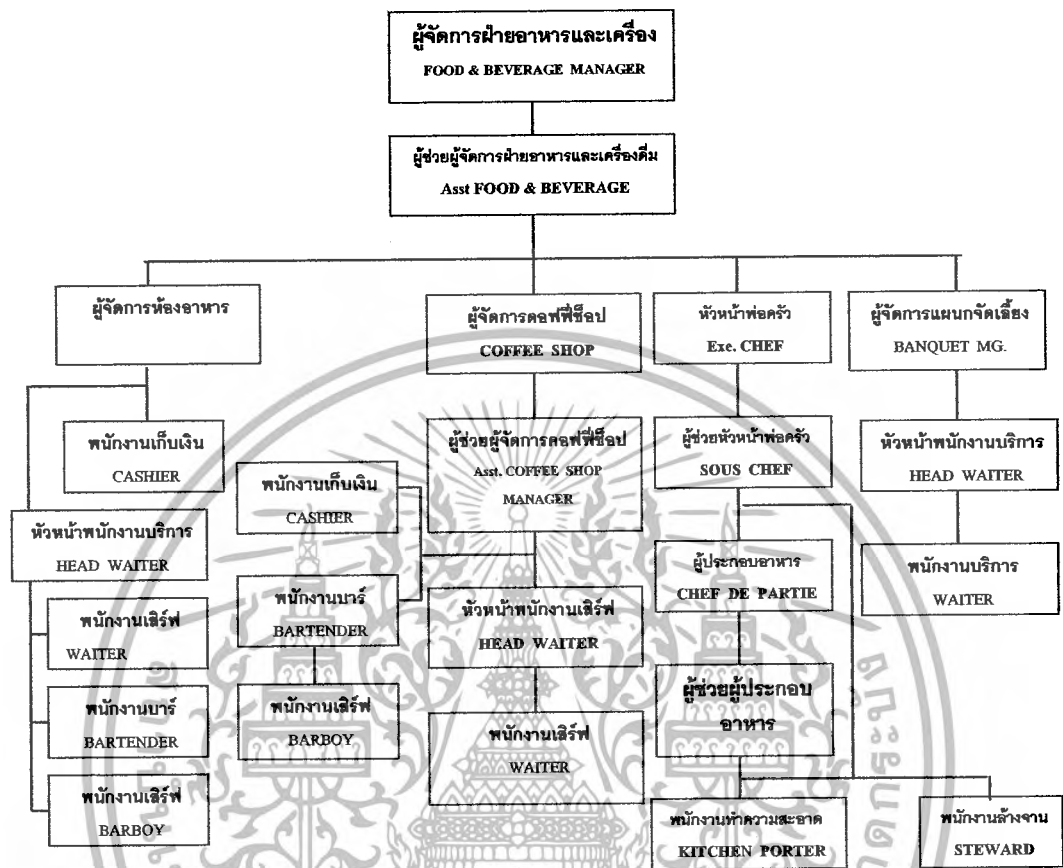 ผู้จัดการฝ่ายอาหารและเครื่อง
FOOD & BEVERAGE MANAGER
ผู้ช่วยผู้จัดการฝ่ายอาหารและเครื่องดื่ม
Asst FOOD & BEVERAGE
ผู้จัดการห้องอาหาร
ผู้จัดการคอฟฟี่ช็อป
COFFEE SHOP
หัวหน้าพ่อครัว
Exe. CHEF
ผู้จัดการแผนกจัดเลี้ยง
BANQUET MG.
พนักงานเก็บเงิน
CASHIER
หัวหน้าพนักงานบริการ
HEAD WAITER
พนักงานเสิร์ฟ
WAITER
พนักงานบาร์
BARTENDER
พนักงานเสิร์ฟ
BARBOY
ผู้ช่วยผู้จัดการคอฟฟี่ช็อป
Asst. COFFEE SHOP
MANAGER
พนักงานเก็บเงิน
CASHIER
พนักงานบาร์
BARTENDER
พนักงานเสิร์ฟ
BARBOY
หัวหน้าพนักงานเสิร์ฟ
HEAD WAITER
พนักงานเสิร์ฟ
WAITER
ผู้ช่วยหัวหน้าพ่อครัว
SOUS CHEF
ผู้ประกอบอาหาร
CHEF DE PARTIE
ผู้ช่วยผู้ประกอบ
อาหาร
พนักงานทำความสะอาด
KITCHEN PORTER
พนักงานล้างจาน
STEWARD
หัวหน้าพนักงานบริการ
HEAD WAITER
พนักงานบริการ
WAITER